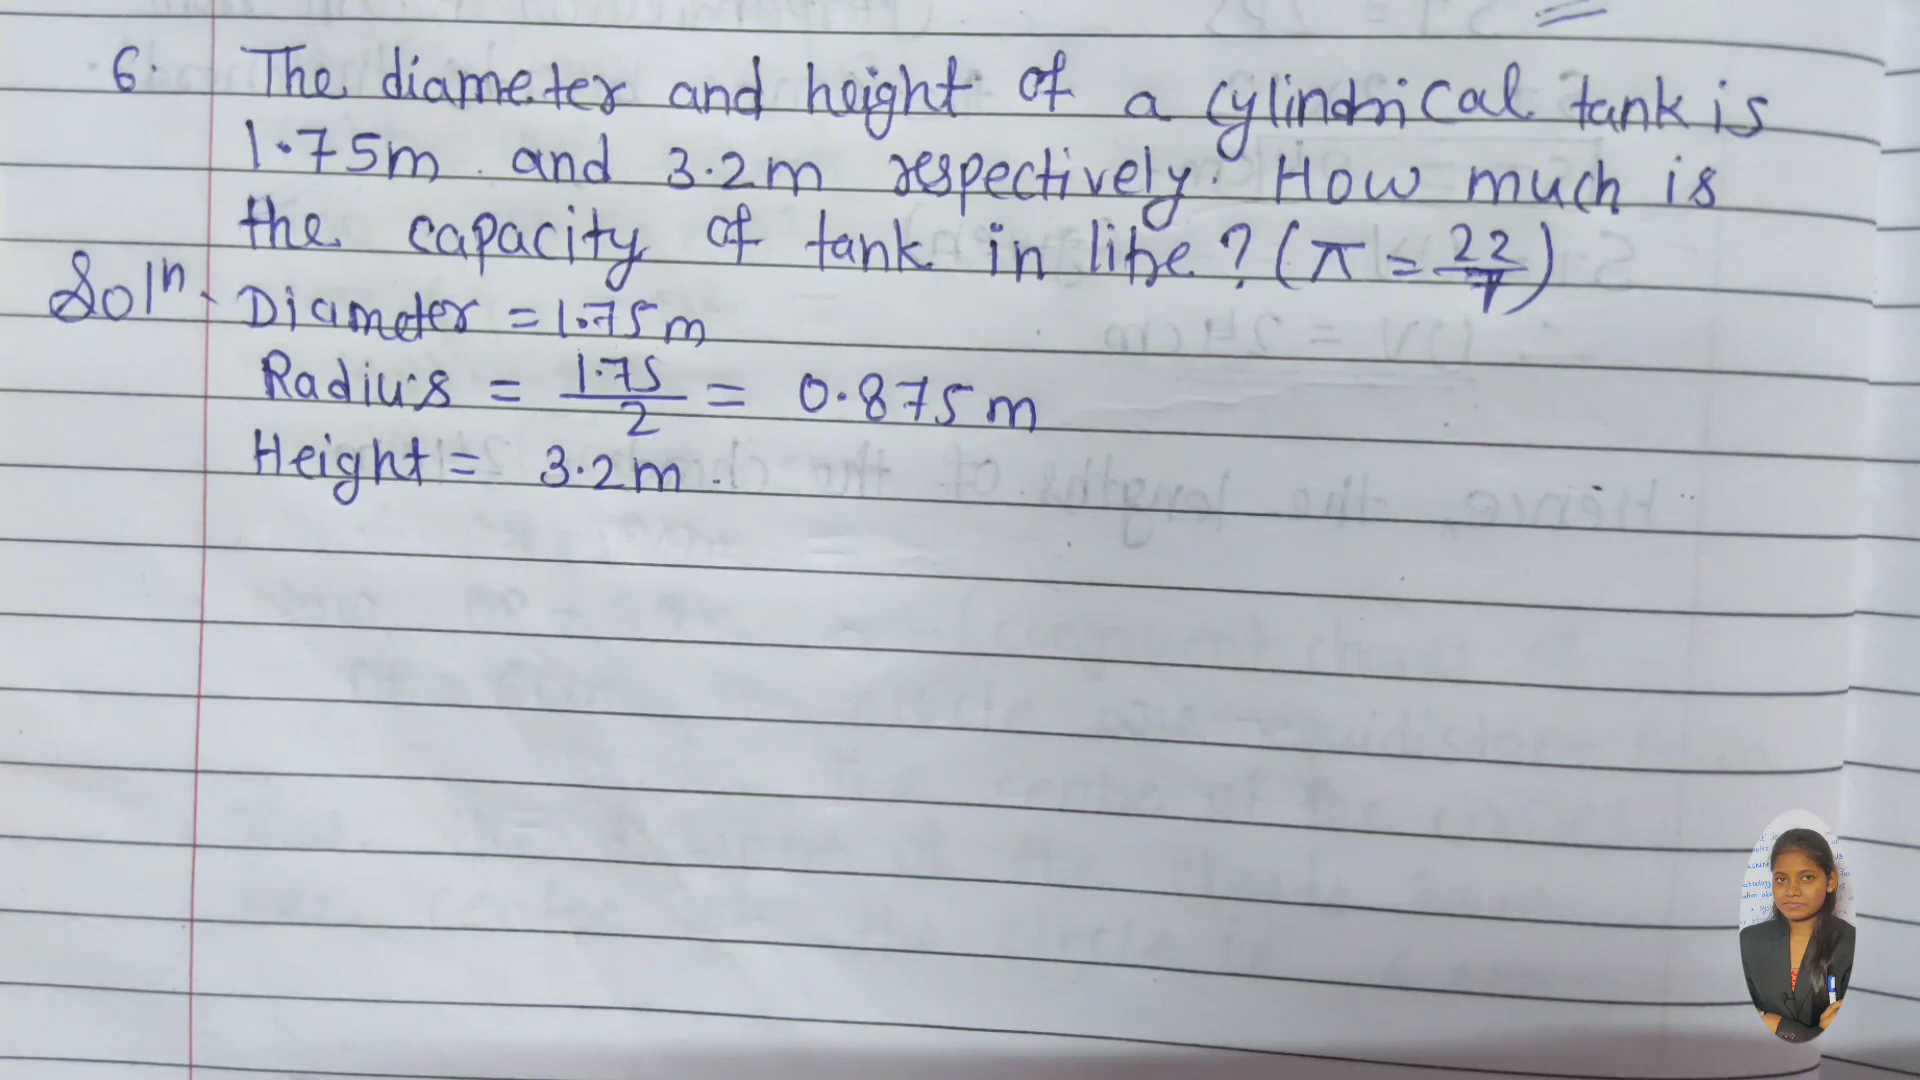 6. The diameter and height of a cylindrical tank is
1.75m and 3.2m respectively. How much is
the capacity of tank in litre? (π = 22/7)
Solⁿ. Diameter = 1.75m
Radius = 1.75/2 = 0.875m
Height = 3.2m.